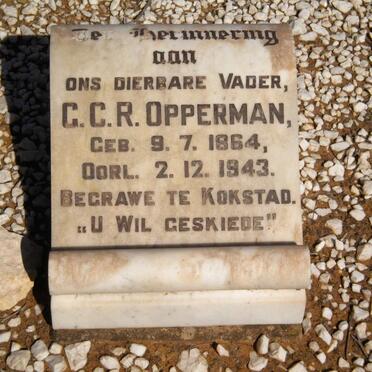 Ter Herinnering
aan
ONS DIERBARE VADER,
G.C.R. OPPERMAN,
GEB. 9. 7. 1864,
OORL. 2. 12. 1943.
BEGRAWE TE KOKSTAD.
„U WIL GESKIEDE"